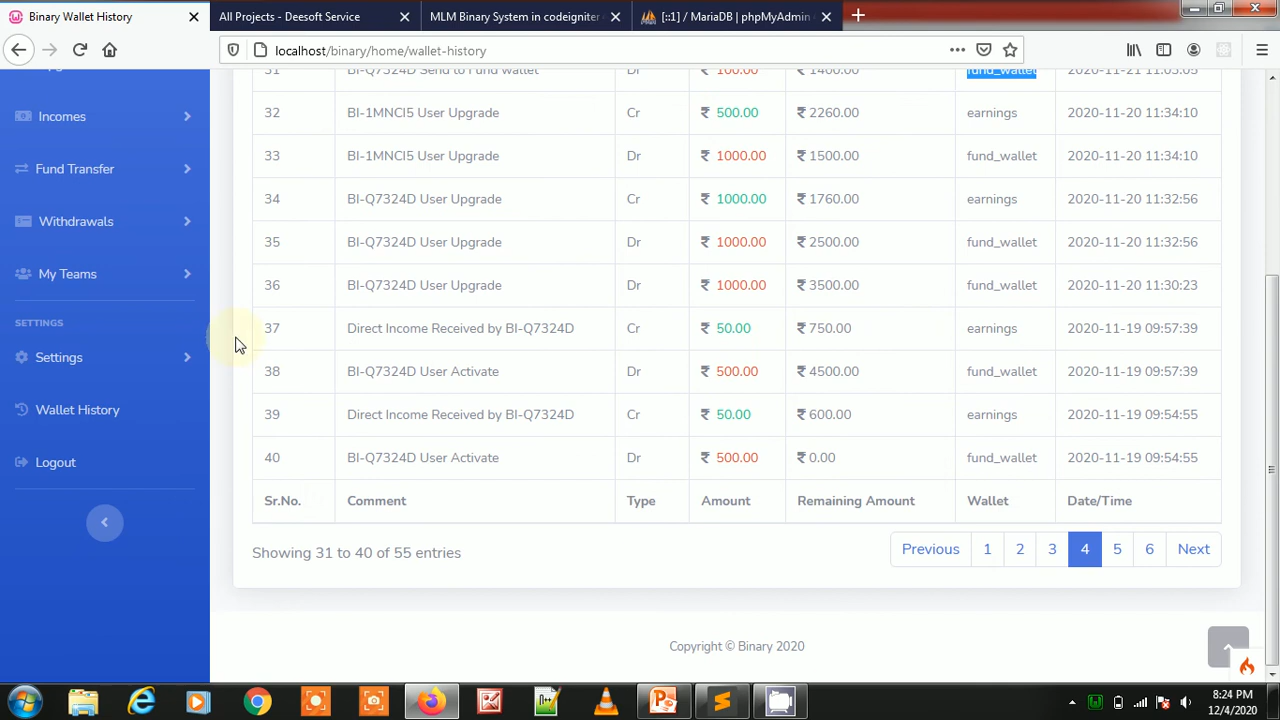 Binary Wallet History
All Projects - Deesoft Service
MLM Binary System in codeigniter
[::1] / MariaDB | phpMyAdmin
localhost/binary/home/wallet-history
31 BI-Q7324D Send to Fund wallet Dr 100.00 1400.00 fund_wallet 2020-11-21 11:03:05
32 BI-1MNCI5 User Upgrade Cr ₹ 500.00 ₹ 2260.00 earnings 2020-11-20 11:34:10
33 BI-1MNCI5 User Upgrade Dr ₹ 1000.00 ₹ 1500.00 fund_wallet 2020-11-20 11:34:10
34 BI-Q7324D User Upgrade Cr ₹ 1000.00 ₹ 1760.00 earnings 2020-11-20 11:32:56
35 BI-Q7324D User Upgrade Dr ₹ 1000.00 ₹ 2500.00 fund_wallet 2020-11-20 11:32:56
36 BI-Q7324D User Upgrade Dr ₹ 1000.00 ₹ 3500.00 fund_wallet 2020-11-20 11:30:23
37 Direct Income Received by BI-Q7324D Cr ₹ 50.00 ₹ 750.00 earnings 2020-11-19 09:57:39
38 BI-Q7324D User Activate Dr ₹ 500.00 ₹ 4500.00 fund_wallet 2020-11-19 09:57:39
39 Direct Income Received by BI-Q7324D Cr ₹ 50.00 ₹ 600.00 earnings 2020-11-19 09:54:55
40 BI-Q7324D User Activate Dr ₹ 500.00 ₹ 0.00 fund_wallet 2020-11-19 09:54:55
Sr.No. Comment Type Amount Remaining Amount Wallet Date/Time
Showing 31 to 40 of 55 entries
Previous 1 2 3 4 5 6 Next
Incomes
Fund Transfer
Withdrawals
My Teams
SETTINGS
Settings
Wallet History
Logout
Copyright © Binary 2020
8:24 PM
12/4/2020